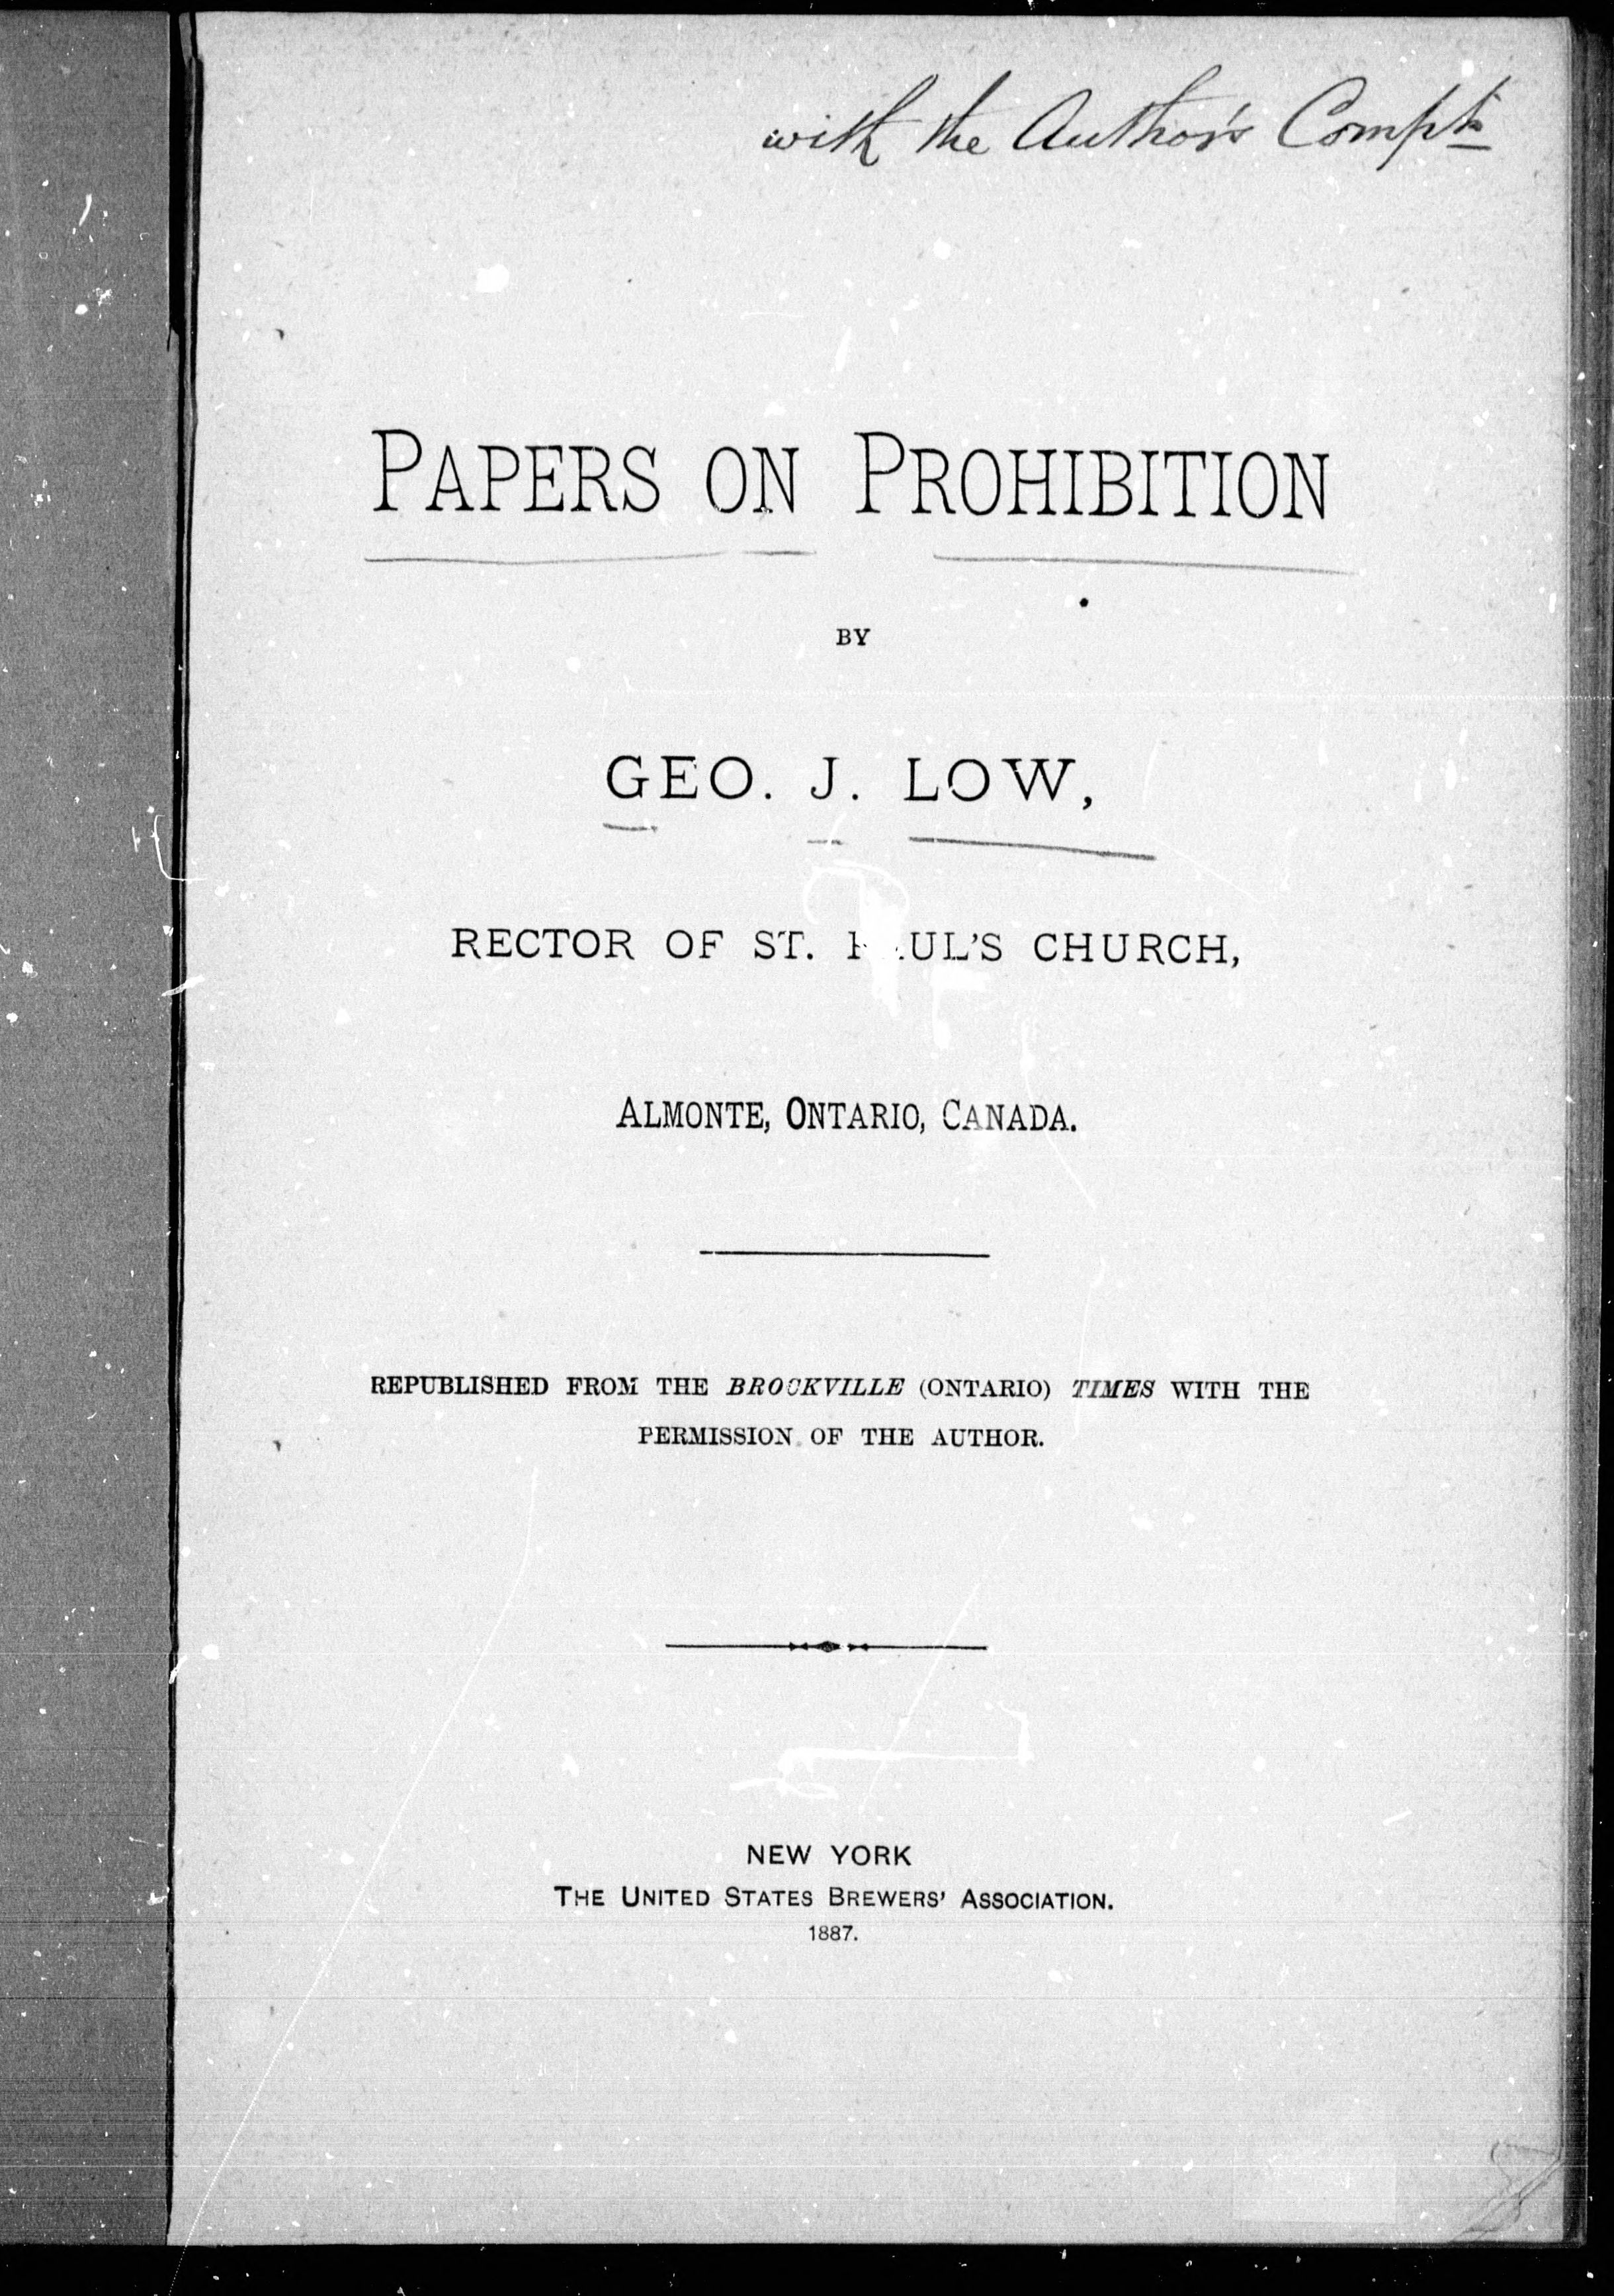 with the Author's Compts
PAPERS ON PROHIBITION
BY
GEO. J. LOW,
RECTOR OF ST. PAUL'S CHURCH,
ALMONTE, ONTARIO, CANADA.
REPUBLISHED FROM THE BROCKVILLE (ONTARIO) TIMES WITH THE
PERMISSION OF THE AUTHOR.
NEW YORK
THE UNITED STATES BREWERS' ASSOCIATION.
1887.